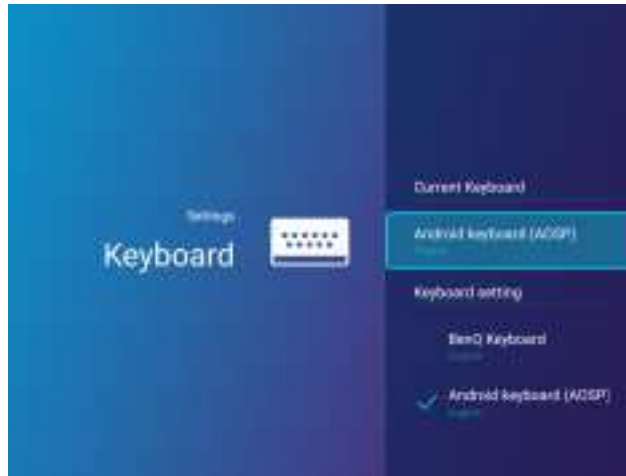 Current Keyboard
Settings
Keyboard
Android keyboard (AOSP)
Keyboard setting
BenQ Keyboard
Android keyboard (AOSP)